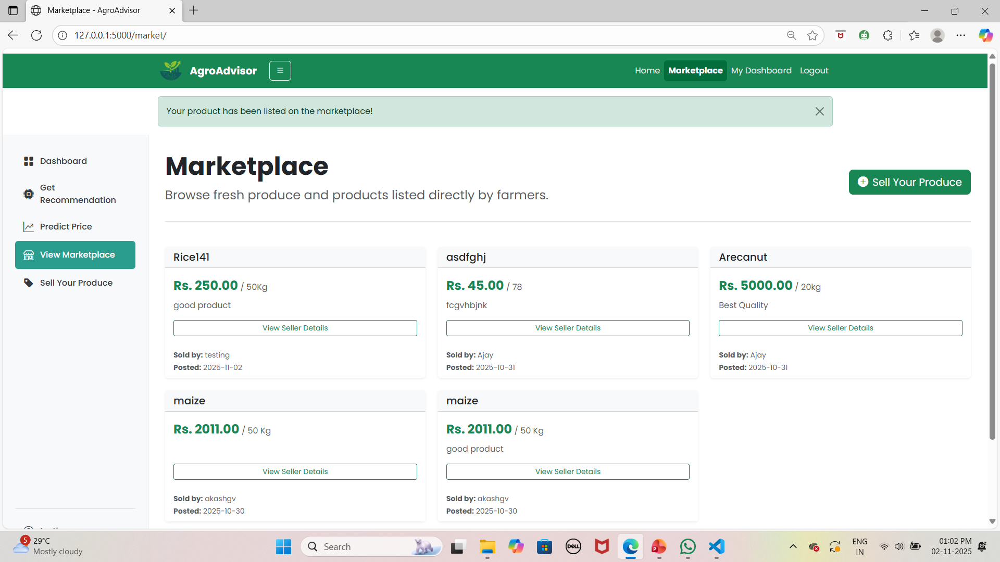 Marketplace - AgroAdvisor
127.0.0.1:5000/market/
AgroAdvisor
Home
Marketplace
My Dashboard
Logout
Your product has been listed on the marketplace!
Dashboard
Get
Recommendation
Predict Price
View Marketplace
Sell Your Produce
Marketplace
Browse fresh produce and products listed directly by farmers.
Sell Your Produce
Rice141
Rs. 250.00 / 50Kg
good product
View Seller Details
Sold by: testing
Posted: 2025-11-02
asdfghj
Rs. 45.00 / 78
fcgvhbjnk
View Seller Details
Sold by: Ajay
Posted: 2025-10-31
Arecanut
Rs. 5000.00 / 20kg
Best Quality
View Seller Details
Sold by: Ajay
Posted: 2025-10-31
maize
Rs. 2011.00 / 50 Kg
View Seller Details
Sold by: akashgv
Posted: 2025-10-30
maize
Rs. 2011.00 / 50 Kg
good product
View Seller Details
Sold by: akashgv
Posted: 2025-10-30
5
29°C
Mostly cloudy
Search
DELL
ENG
IN
01:02 PM
02-11-2025